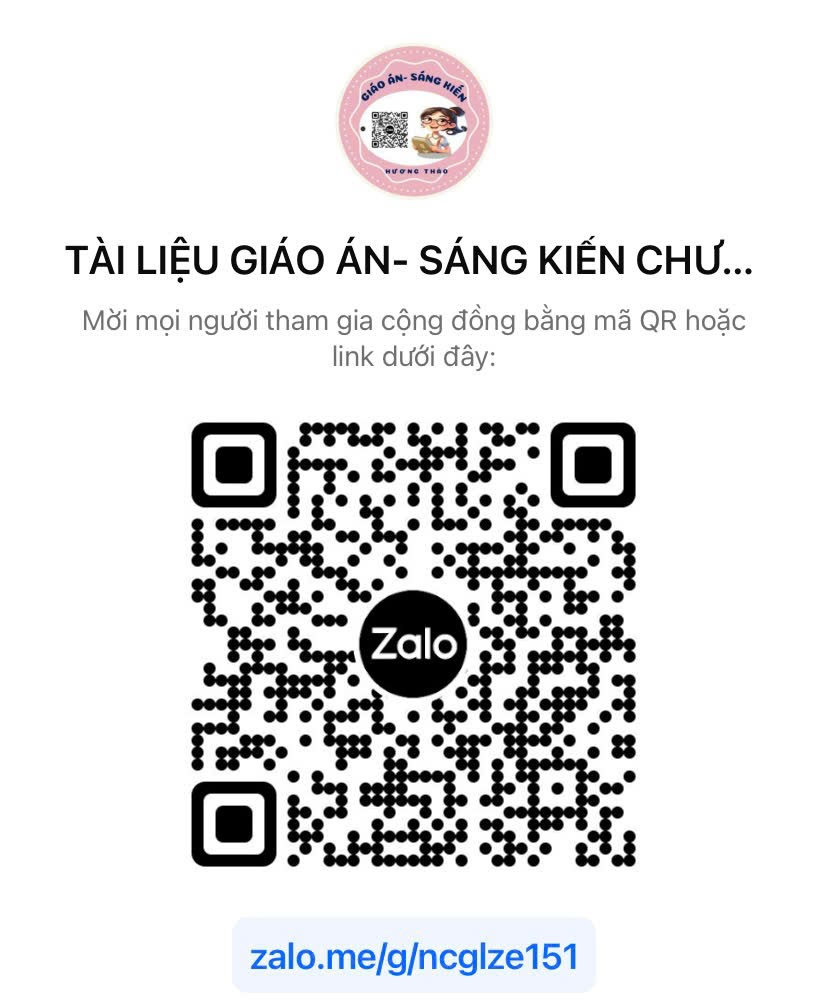 GIÁO ÁN- SÁNG KIẾN
HƯƠNG THẢO
TÀI LIỆU GIÁO ÁN- SÁNG KIẾN CHƯ...
Mời mọi người tham gia cộng đồng bằng mã QR hoặc
link dưới đây:
Zalo
zalo.me/g/ncglze151